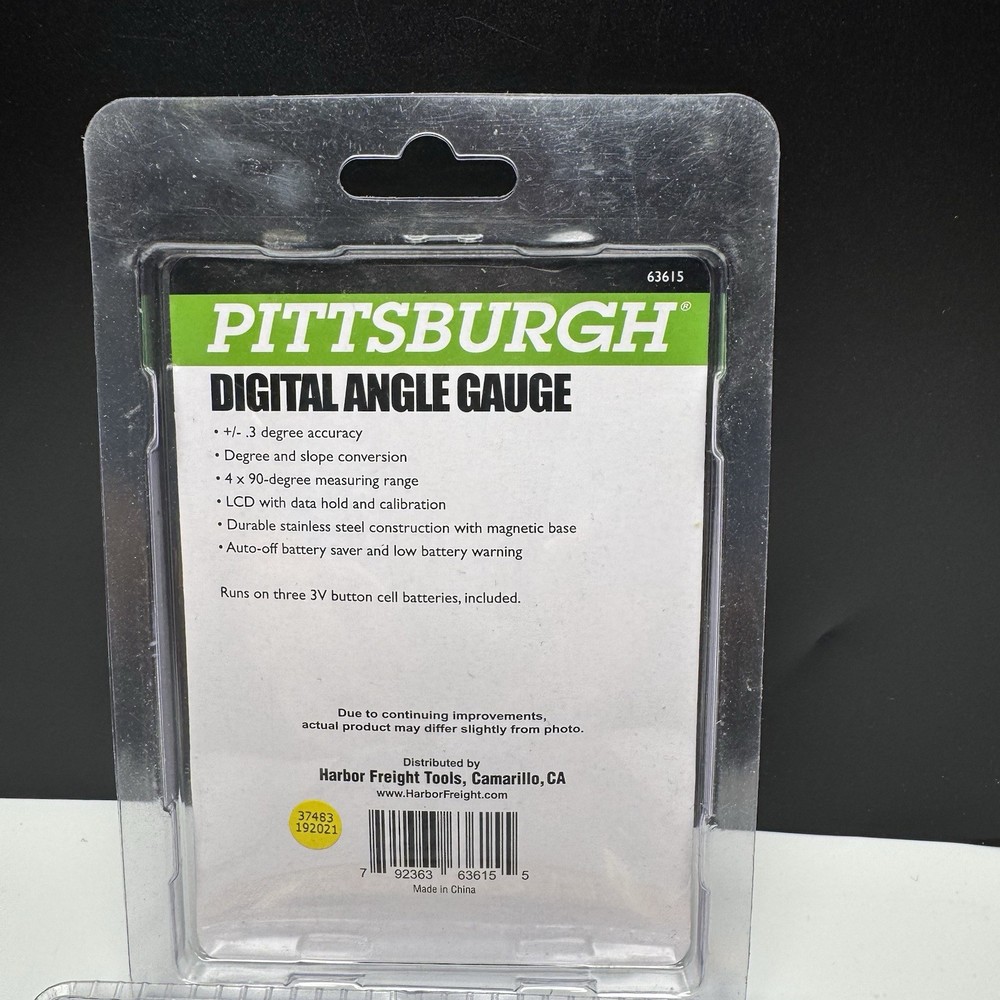 63615
PITTSBURGH®
DIGITAL ANGLE GAUGE
• +/- .3 degree accuracy
• Degree and slope conversion
• 4 x 90-degree measuring range
• LCD with data hold and calibration
• Durable stainless steel construction with magnetic base
• Auto-off battery saver and low battery warning
Runs on three 3V button cell batteries, included.
Due to continuing improvements,
actual product may differ slightly from photo.
Distributed by
Harbor Freight Tools, Camarillo, CA
www.HarborFreight.com
37483
192021
7 92363 63615 5
Made in China